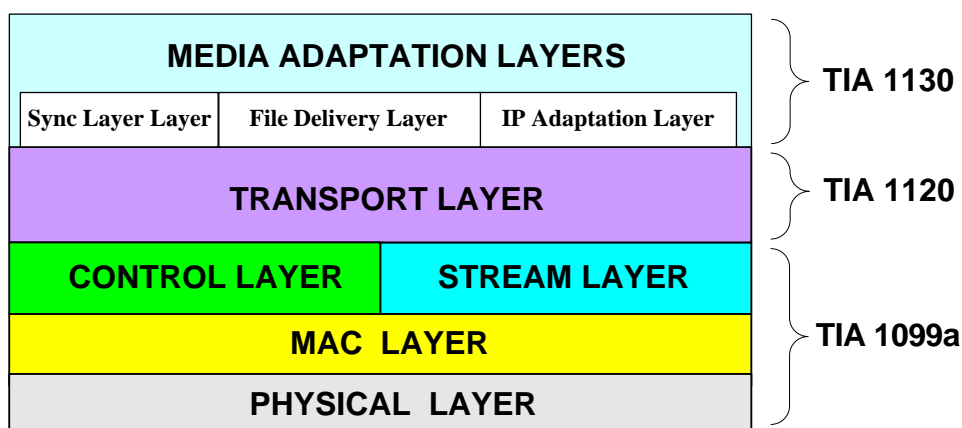 MEDIA ADAPTATION LAYERS
TIA 1130
Sync Layer Layer
File Delivery Layer
IP Adaptation Layer
TRANSPORT LAYER
TIA 1120
CONTROL LAYER
STREAM LAYER
MAC LAYER
TIA 1099a
PHYSICAL LAYER